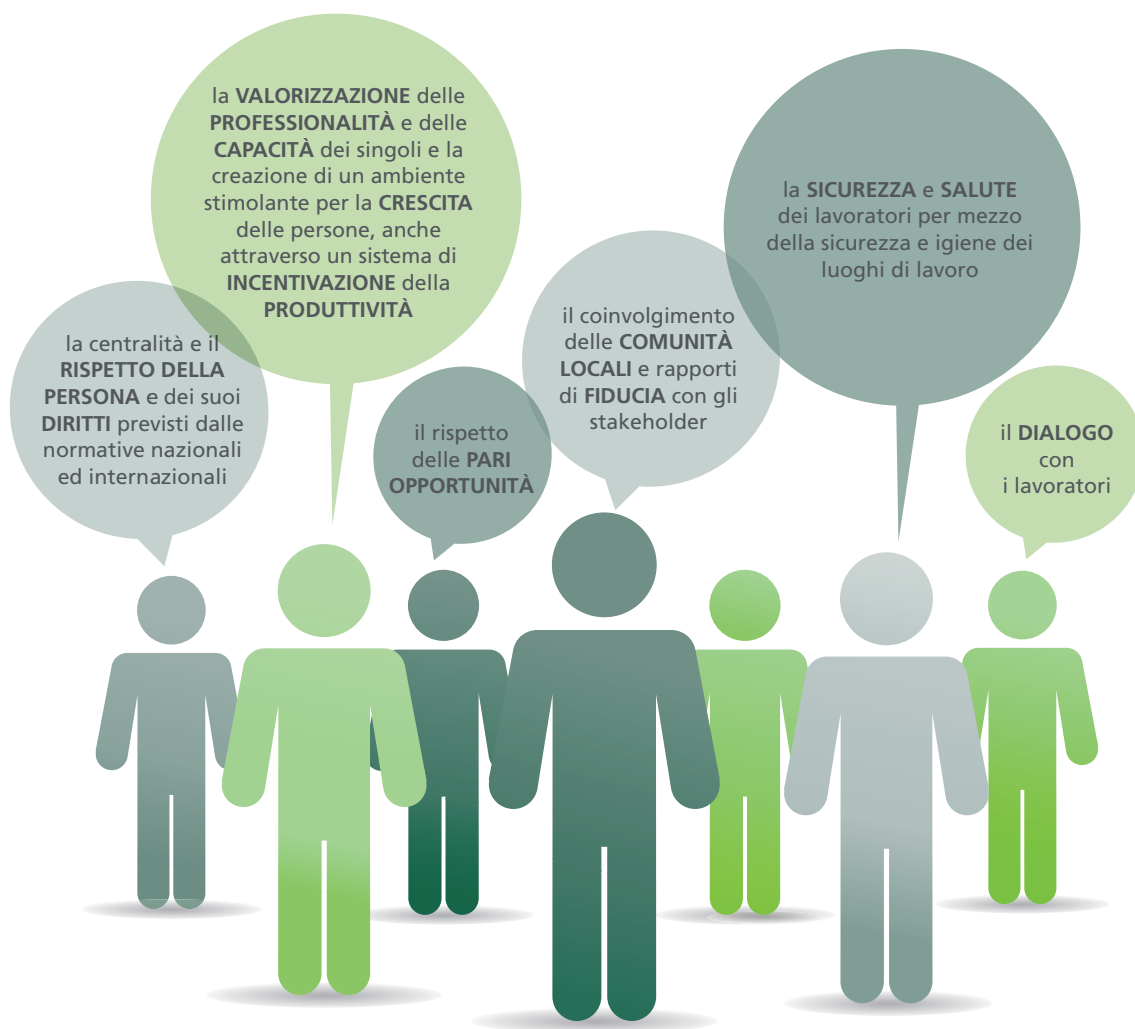 la VALORIZZAZIONE delle
PROFESSIONALITÀ e delle
CAPACITÀ dei singoli e la
creazione di un ambiente
stimolante per la CRESCITA
delle persone, anche
attraverso un sistema di
INCENTIVAZIONE della
PRODUTTIVITÀ
la SICUREZZA e SALUTE
dei lavoratori per mezzo
della sicurezza e igiene dei
luoghi di lavoro
la centralità e il
RISPETTO DELLA
PERSONA e dei suoi
DIRITTI previsti dalle
normative nazionali
ed internazionali
il coinvolgimento
delle COMUNITÀ
LOCALI e rapporti
di FIDUCIA con gli
stakeholder
il rispetto
delle PARI
OPPORTUNITÀ
il DIALOGO
con
i lavoratori